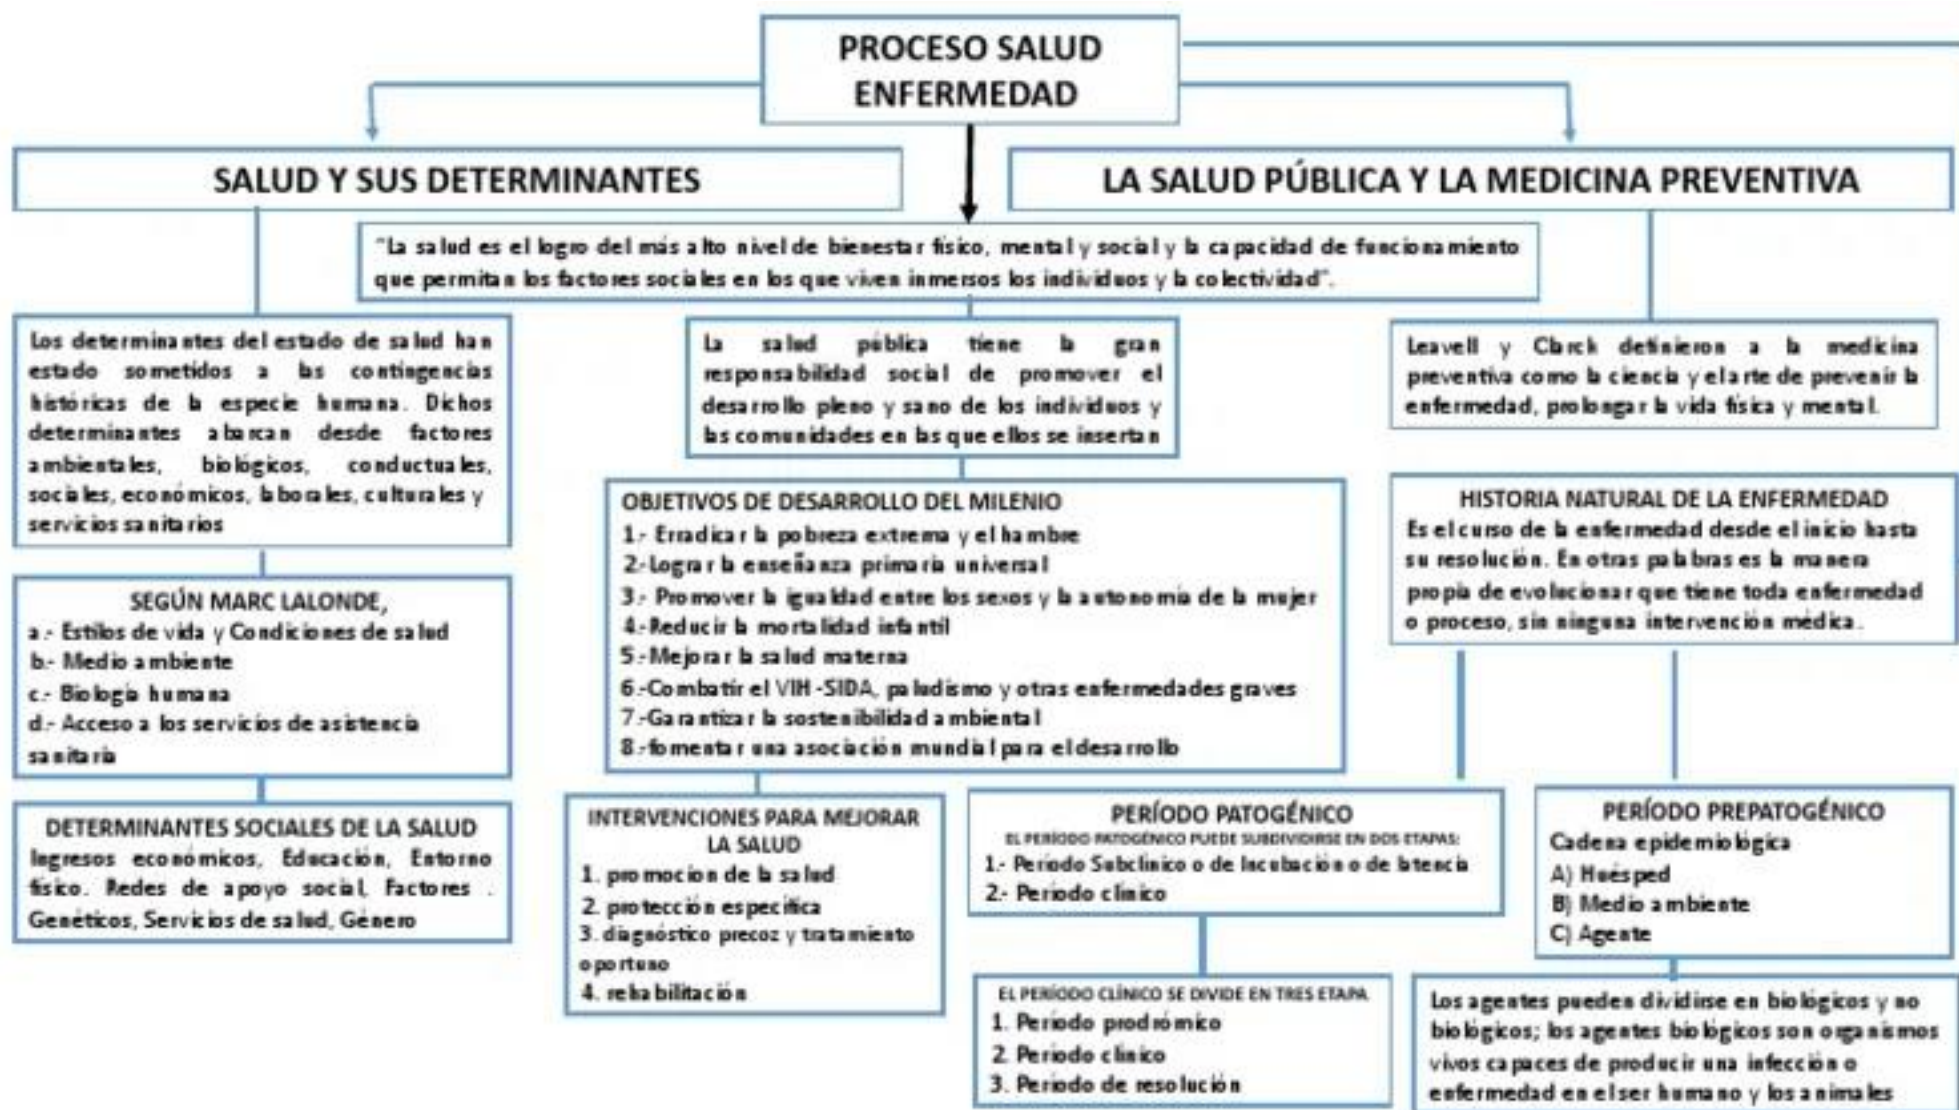 PROCESO SALUD
ENFERMEDAD
SALUD Y SUS DETERMINANTES
LA SALUD PÚBLICA Y LA MEDICINA PREVENTIVA
"La salud es el logro del más alto nivel de bienestar físico, mental y social y la capacidad de funcionamiento
que permitan los factores sociales en los que viven inmersos los individuos y la colectividad".
Los determinantes del estado de salud han
estado sometidos a las contingencias
históricas de la especie humana. Dichos
determinantes abarcan desde factores
ambientales, biológicos, conductuales,
sociales, económicos, laborales, culturales y
servicios sanitarios
SEGÚN MARC LALONDE,
a.- Estilos de vida y Condiciones de salud
b.- Medio ambiente
c.- Biología humana
d.- Acceso a los servicios de asistencia
sanitaria
DETERMINANTES SOCIALES DE LA SALUD
Ingresos económicos, Educación, Entorno
físico. Redes de apoyo social, Factores .
Genéticos, Servicios de salud, Género
La salud pública tiene la gran
responsabilidad social de promover el
desarrollo pleno y sano de los individuos y
las comunidades en las que ellos se insertan
OBJETIVOS DE DESARROLLO DEL MILENIO
1.- Erradicar la pobreza extrema y el hambre
2.-Lograr la enseñanza primaria universal
3.- Promover la igualdad entre los sexos y la autonomía de la mujer
4.-Reducir la mortalidad infantil
5.-Mejorar la salud materna
6.-Combatir el VIH -SIDA, paludismo y otras enfermedades graves
7.-Garantizar la sostenibilidad ambiental
8.-fomentar una asociación mundial para el desarrollo
INTERVENCIONES PARA MEJORAR
LA SALUD
1. promocion de la salud
2. protección específica
3. diagnóstico precoz y tratamiento
oportuno
4. rehabilitación
Leavell y Clarck definieron a la medicina
preventiva como la ciencia y el arte de prevenir la
enfermedad, prolongar la vida física y mental.
HISTORIA NATURAL DE LA ENFERMEDAD
Es el curso de la enfermedad desde el inicio hasta
su resolución. En otras palabras es la manera
propia de evolucionar que tiene toda enfermedad
o proceso, sin ninguna intervención médica.
PERÍODO PATOGÉNICO
EL PERÍODO PATOGÉNICO PUEDE SUBDIVIDIRSE EN DOS ETAPAS:
1.- Periodo Subclinico o de Incubación o de latencia
2.- Periodo clínico
EL PERÍODO CLÍNICO SE DIVIDE EN TRES ETAPA
1. Periodo prodrómico
2. Periodo clínico
3. Periodo de resolución
PERÍODO PREPATOGÉNICO
Cadena epidemiológica
A) Huésped
B) Medio ambiente
C) Agente
Los agentes pueden dividirse en biológicos y no
biológicos; los agentes biológicos son organismos
vivos capaces de producir una infección o
enfermedad en el ser humano y los animales